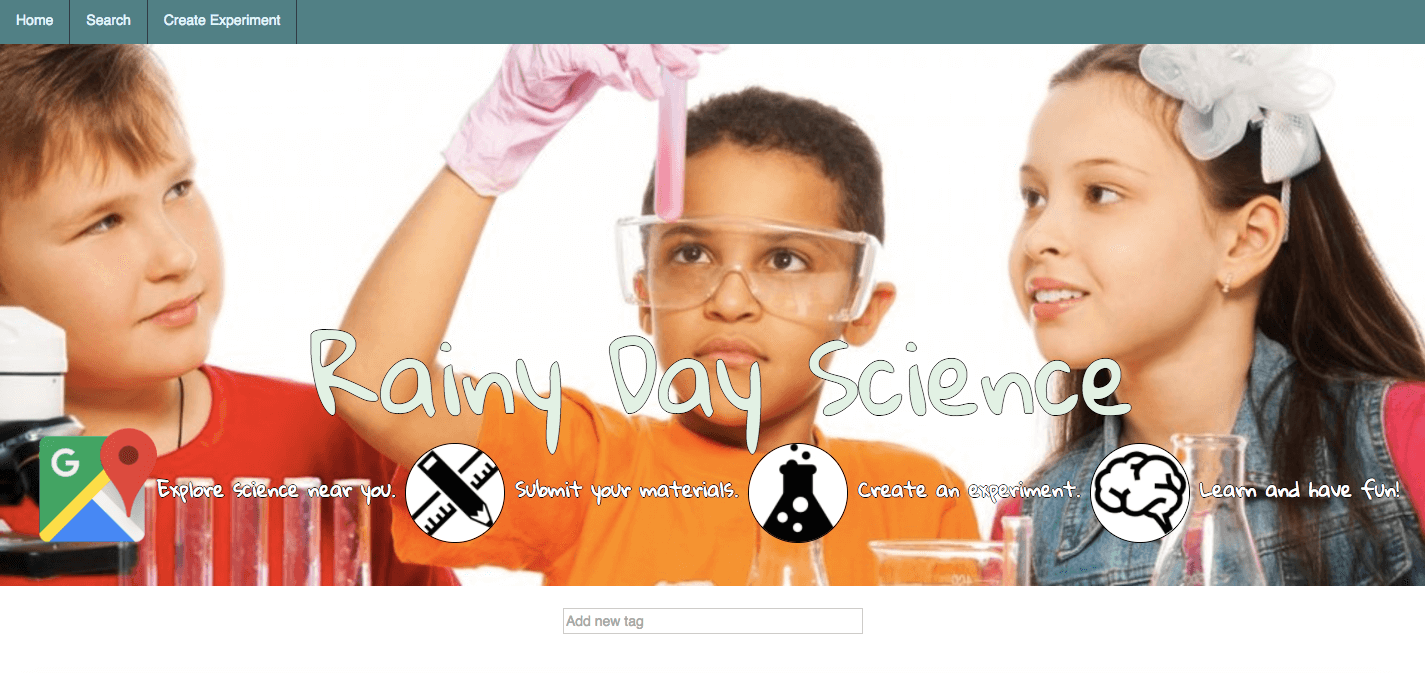 Home Search Create Experiment
Rainy Day Science
G
Explore science near you. Submit your materials. Create an experiment. Learn and have fun!
Add new tag